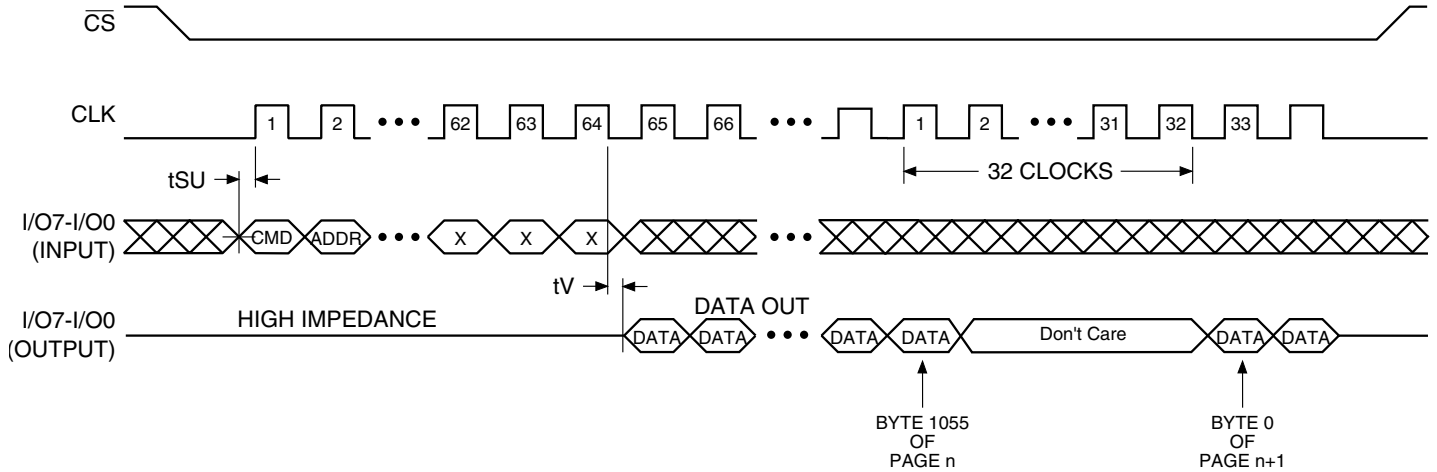 CS
CLK
1 2 ••• 62 63 64 65 66 ••• 1 2 ••• 31 32 33
32 CLOCKS
tSU
I/O7-I/O0
(INPUT)
CMD ADDR ••• X X X •••
tV
DATA OUT
I/O7-I/O0
(OUTPUT)
HIGH IMPEDANCE
DATA DATA ••• DATA DATA Don't Care DATA DATA
BYTE 1055
OF
PAGE n
BYTE 0
OF
PAGE n+1